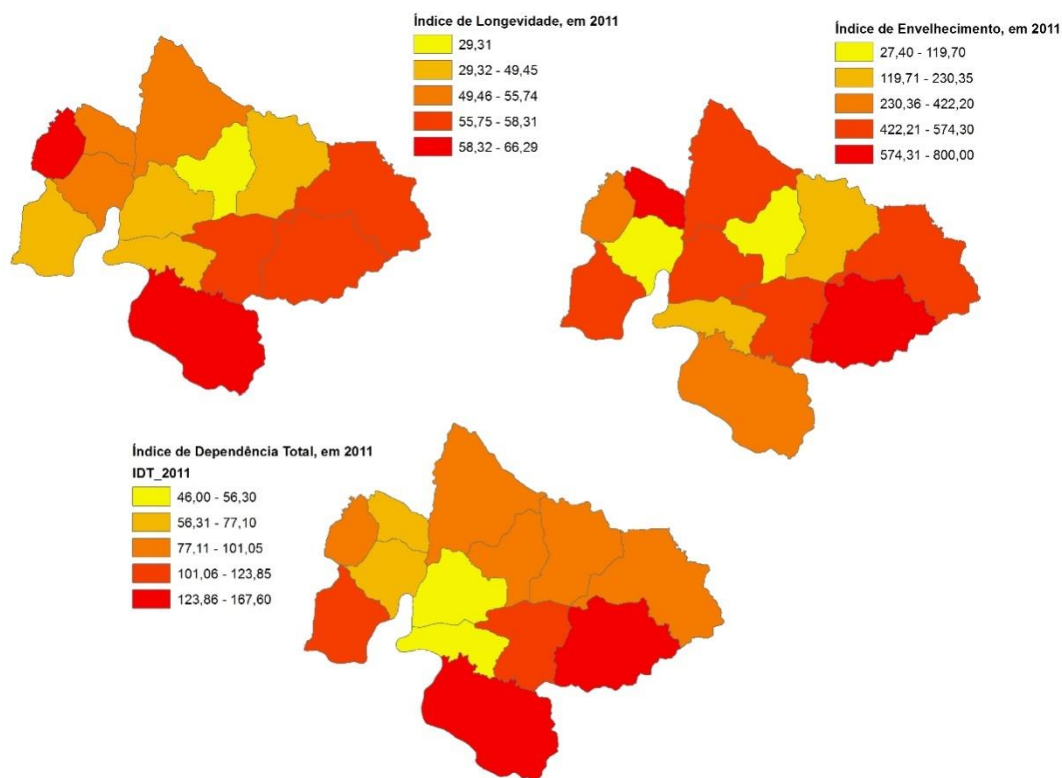 Índice de Longevidade, em 2011
29,31
29,32 - 49,45
49,46 - 55,74
55,75 - 58,31
58,32 - 66,29
Índice de Envelhecimento, em 2011
27,40 - 119,70
119,71 - 230,35
230,36 - 422,20
422,21 - 574,30
574,31 - 800,00
Índice de Dependência Total, em 2011
IDT_2011
46,00 - 56,30
56,31 - 77,10
77,11 - 101,05
101,06 - 123,85
123,86 - 167,60